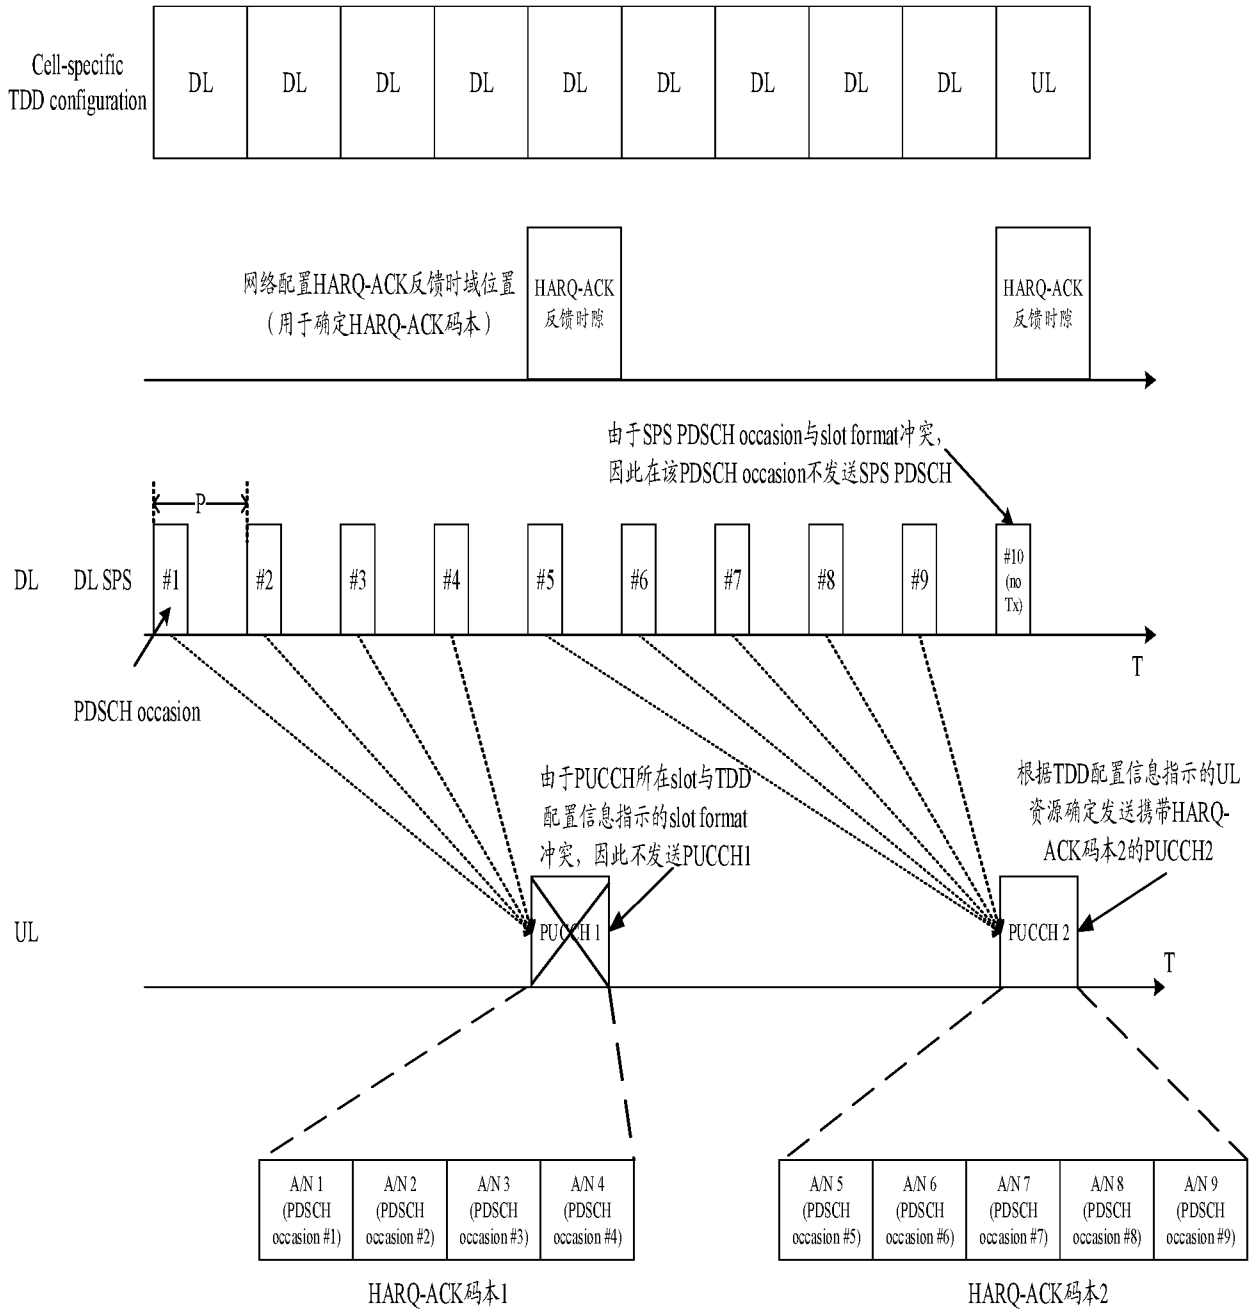 Cell-specific
TDD configuration
DL DL DL DL DL DL DL DL DL UL
网络配置HARQ-ACK反馈时域位置
（用于确定HARQ-ACK码本）
HARQ-ACK
反馈时隙
HARQ-ACK
反馈时隙
由于SPS PDSCH occasion与slot format冲突，
因此在该PDSCH occasion不发送SPS PDSCH
P
DL DL SPS #1 #2 #3 #4 #5 #6 #7 #8 #9
#10
(no
Tx)
T
PDSCH occasion
由于PUCCH所在slot与TDD
配置信息指示的slot format
冲突，因此不发送PUCCH1
根据TDD配置信息指示的UL
资源确定发送携带HARQ-
ACK码本2的PUCCH2
UL
PUCCH 1
PUCCH 2
T
A/N 1
(PDSCH
occasion #1)
A/N 2
(PDSCH
occasion #2)
A/N 3
(PDSCH
occasion #3)
A/N 4
(PDSCH
occasion #4)
HARQ-ACK码本1
A/N 5
(PDSCH
occasion #5)
A/N 6
(PDSCH
occasion #6)
A/N 7
(PDSCH
occasion #7)
A/N 8
(PDSCH
occasion #8)
A/N 9
(PDSCH
occasion #9)
HARQ-ACK码本2